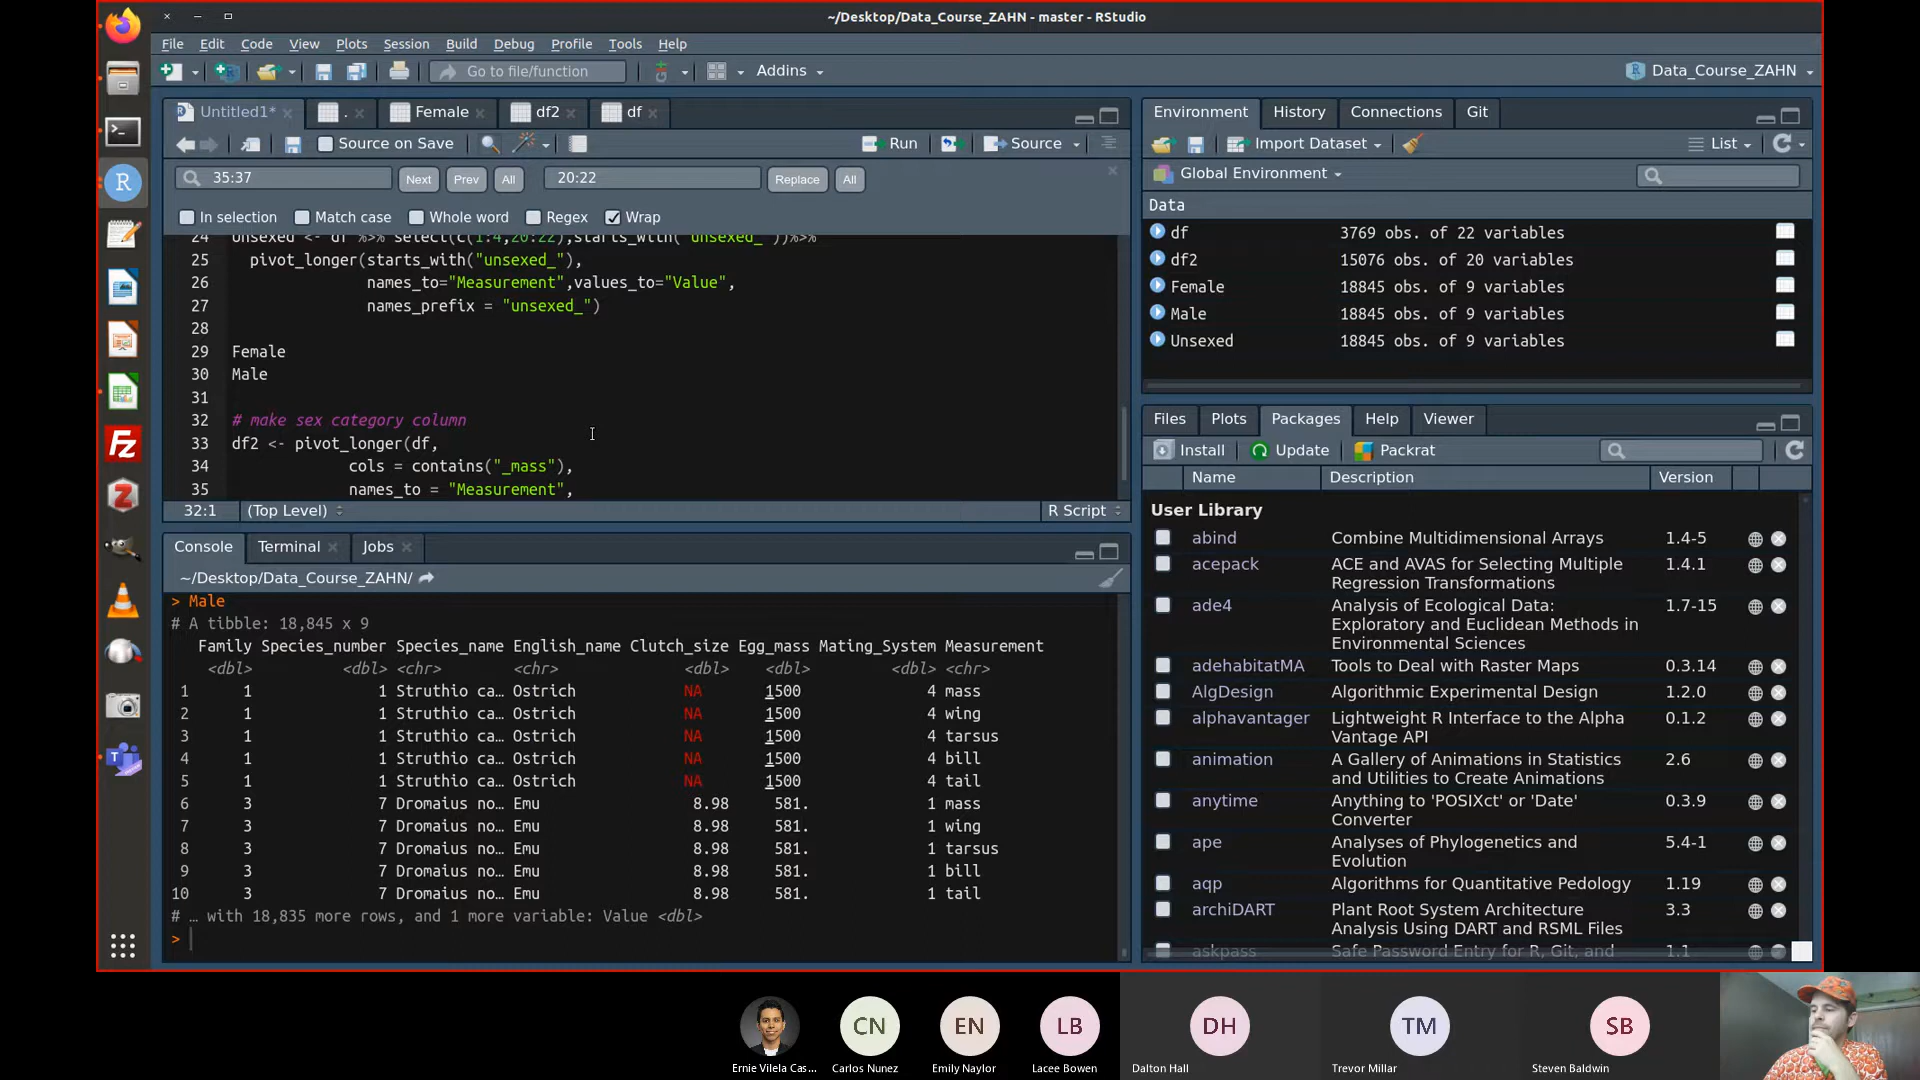 ~/Desktop/Data_Course_ZAHN - master - RStudio
File Edit Code View Plots Session Build Debug Profile Tools Help
Go to file/function Addins Data_Course_ZAHN
Untitled1* . Female df2 df
Source on Save Run Source
35:37 Next Prev All 20:22 Replace All
In selection Match case Whole word Regex Wrap
24 Unsexed <- df %>% select(c(1:4,20:22),starts_with("unsexed_"))%>%
25 pivot_longer(starts_with("unsexed_"),
26 names_to="Measurement",values_to="Value",
27 names_prefix = "unsexed_")
28
29 Female
30 Male
31
32 # make sex category column
33 df2 <- pivot_longer(df,
34 cols = contains("_mass"),
35 names_to = "Measurement",
32:1 (Top Level) R Script
Console Terminal Jobs
~/Desktop/Data_Course_ZAHN/
> Male
# A tibble: 18,845 x 9
Family Species_number Species_name English_name Clutch_size Egg_mass Mating_System Measurement
<dbl> <dbl> <chr> <chr> <dbl> <dbl> <dbl> <chr>
1 1 1 Struthio ca… Ostrich NA 1500 4 mass
2 1 1 Struthio ca… Ostrich NA 1500 4 wing
3 1 1 Struthio ca… Ostrich NA 1500 4 tarsus
4 1 1 Struthio ca… Ostrich NA 1500 4 bill
5 1 1 Struthio ca… Ostrich NA 1500 4 tail
6 3 7 Dromaius no… Emu 8.98 581. 1 mass
7 3 7 Dromaius no… Emu 8.98 581. 1 wing
8 3 7 Dromaius no… Emu 8.98 581. 1 tarsus
9 3 7 Dromaius no… Emu 8.98 581. 1 bill
10 3 7 Dromaius no… Emu 8.98 581. 1 tail
# … with 18,835 more rows, and 1 more variable: Value <dbl>
>
Environment History Connections Git
Import Dataset List
Global Environment
Data
df 3769 obs. of 22 variables
df2 15076 obs. of 20 variables
Female 18845 obs. of 9 variables
Male 18845 obs. of 9 variables
Unsexed 18845 obs. of 9 variables
Files Plots Packages Help Viewer
Install Update Packrat
Name Description Version
User Library
abind Combine Multidimensional Arrays 1.4-5
acepack ACE and AVAS for Selecting Multiple 1.4.1
Regression Transformations
ade4 Analysis of Ecological Data: 1.7-15
Exploratory and Euclidean Methods in
Environmental Sciences
adehabitatMA Tools to Deal with Raster Maps 0.3.14
AlgDesign Algorithmic Experimental Design 1.2.0
alphavantager Lightweight R Interface to the Alpha 0.1.2
Vantage API
animation A Gallery of Animations in Statistics 2.6
and Utilities to Create Animations
anytime Anything to 'POSIXct' or 'Date' 0.3.9
Converter
ape Analyses of Phylogenetics and 5.4-1
Evolution
aqp Algorithms for Quantitative Pedology 1.19
archiDART Plant Root System Architecture 3.3
Analysis Using DART and RSML Files
askpass Safe Password Entry for R, Git, and 1.1
CN EN LB DH TM SB
Ernie Vilela Cas... Carlos Nunez Emily Naylor Lacee Bowen Dalton Hall Trevor Millar Steven Baldwin